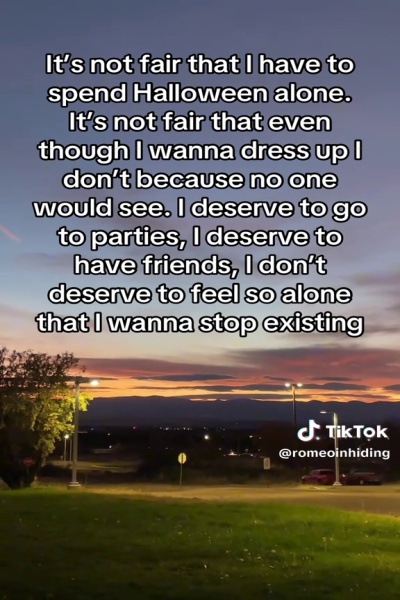 It’s not fair that I have to
spend Halloween alone.
It’s not fair that even
though I wanna dress up I
don’t because no one
would see. I deserve to go
to parties, I deserve to
have friends, I don’t
deserve to feel so alone
that I wanna stop existing
TikTok
@romeoinhiding